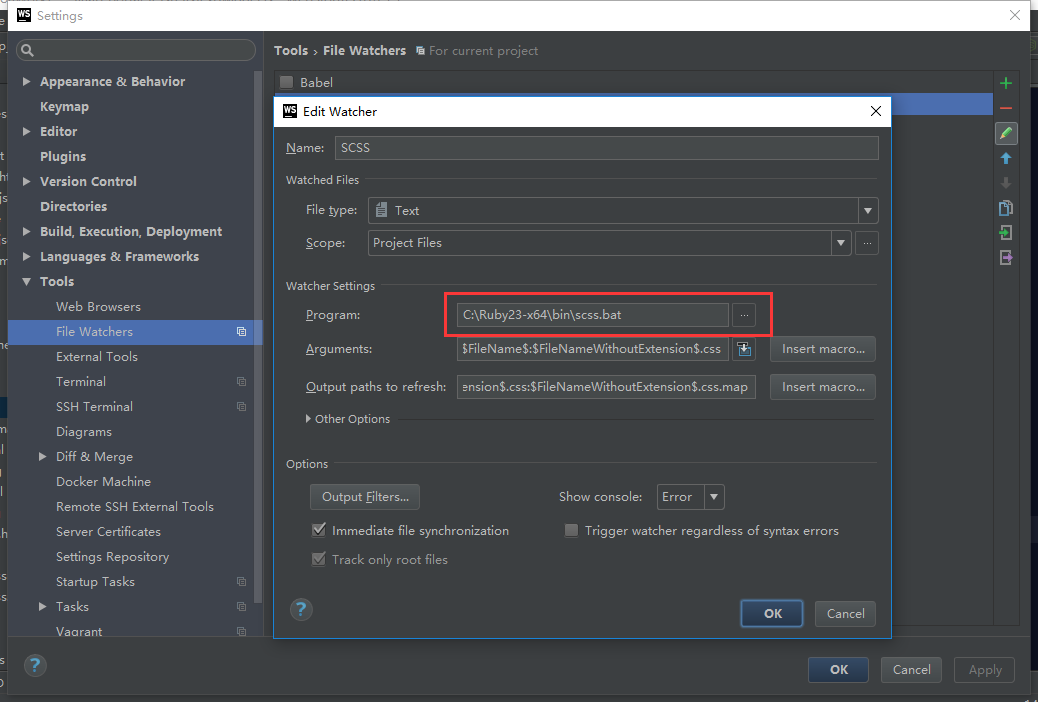 WS Settings
Tools › File Watchers For current project
Appearance & Behavior
Keymap
Editor
Plugins
Version Control
Directories
Build, Execution, Deployment
Languages & Frameworks
Tools
Web Browsers
File Watchers
External Tools
Terminal
SSH Terminal
Diagrams
Diff & Merge
Docker Machine
Remote SSH External Tools
Server Certificates
Settings Repository
Startup Tasks
Tasks
Vagrant
Babel
WS Edit Watcher
Name: SCSS
Watched Files
File type: Text
Scope: Project Files ...
Watcher Settings
Program: C:\Ruby23-x64\bin\scss.bat ...
Arguments: $FileName$:$FileNameWithoutExtension$.css Insert macro...
Output paths to refresh: ension$.css:$FileNameWithoutExtension$.css.map Insert macro...
Other Options
Options
Output Filters... Show console: Error
Immediate file synchronization Trigger watcher regardless of syntax errors
Track only root files
? OK Cancel
? OK Cancel Apply